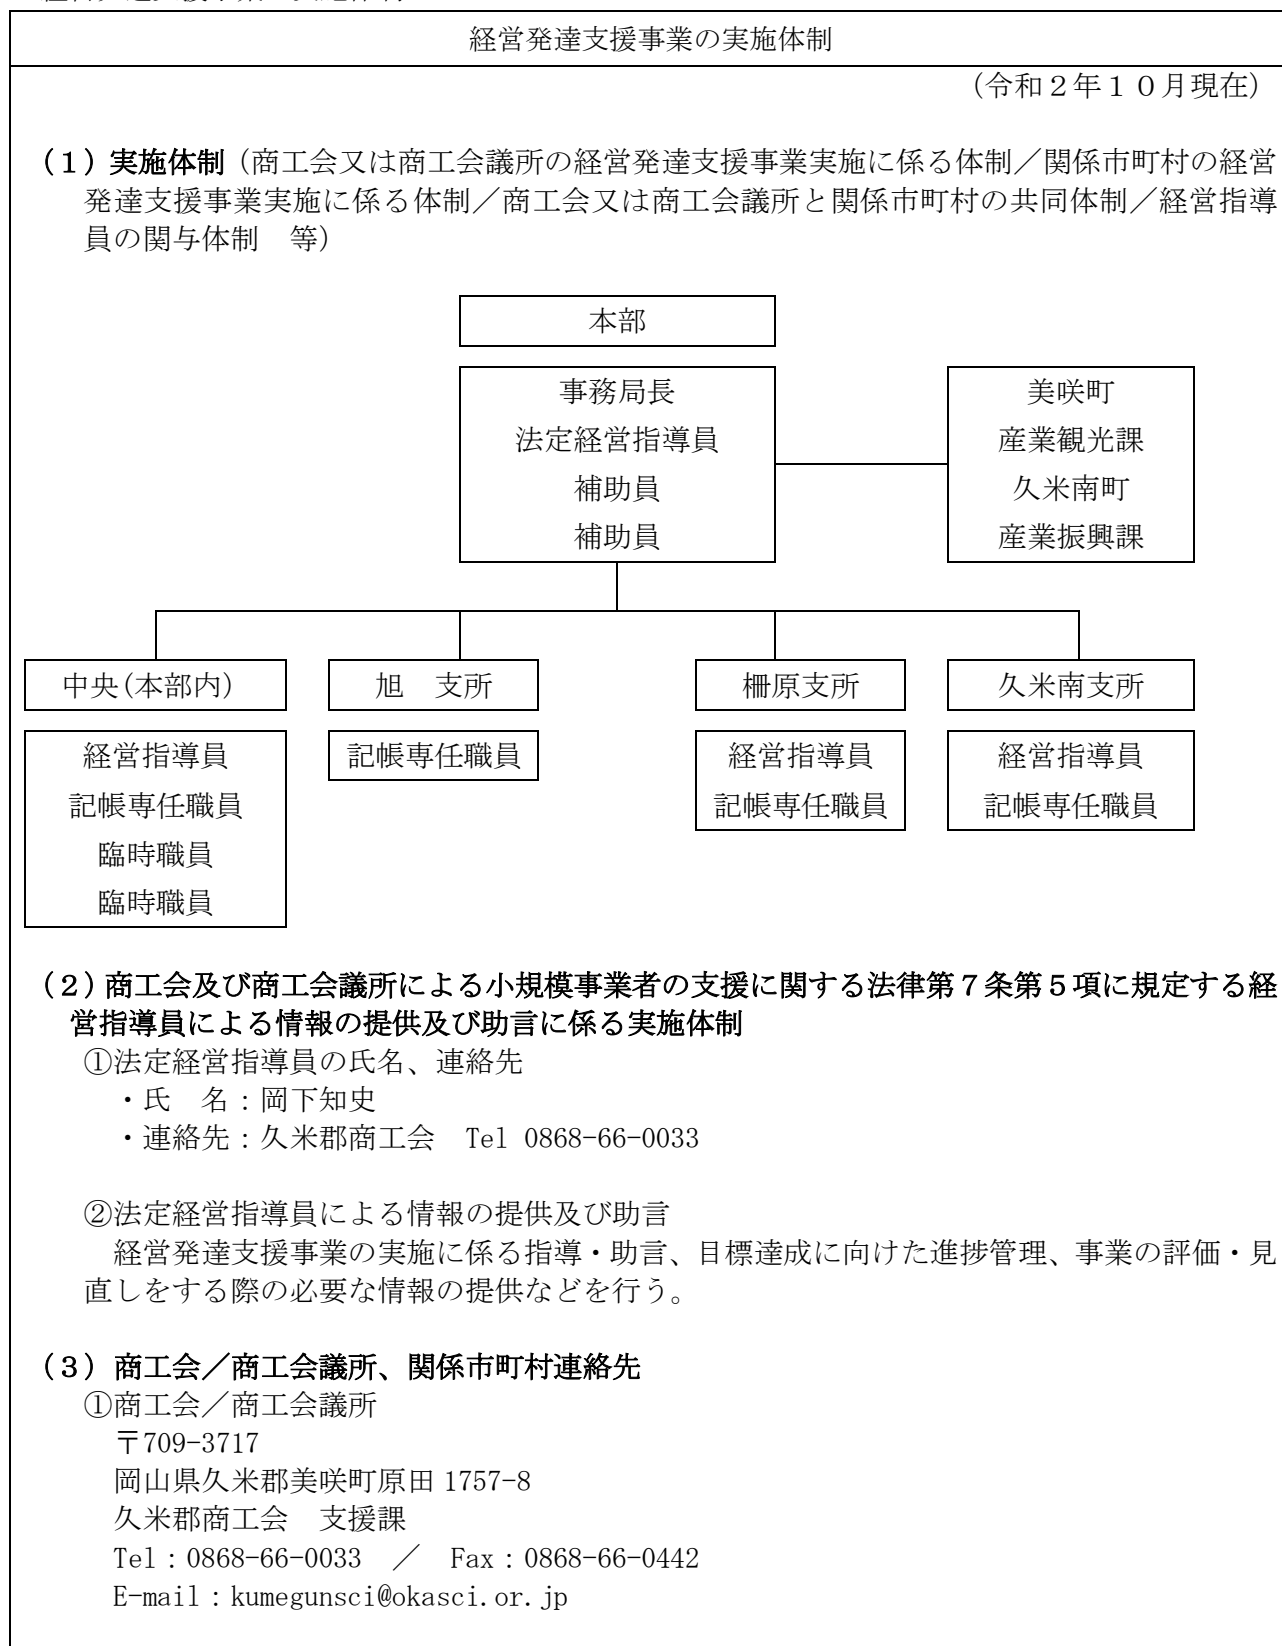 経営発達支援事業の実施体制
(令和２年１０月現在)
（１）実施体制（商工会又は商工会議所の経営発達支援事業実施に係る体制／関係市町村の経営
発達支援事業実施に係る体制／商工会又は商工会議所と関係市町村の共同体制／経営指導
員の関与体制　等）
本部
事務局長
法定経営指導員
補助員
補助員
美咲町
産業観光課
久米南町
産業振興課
中央(本部内)
経営指導員
記帳専任職員
臨時職員
臨時職員
旭　支所
記帳専任職員
柵原支所
経営指導員
記帳専任職員
久米南支所
経営指導員
記帳専任職員
（２）商工会及び商工会議所による小規模事業者の支援に関する法律第７条第５項に規定する経
営指導員による情報の提供及び助言に係る実施体制
①法定経営指導員の氏名、連絡先
・氏　名：岡下知史
・連絡先：久米郡商工会　Tel 0868-66-0033
②法定経営指導員による情報の提供及び助言
経営発達支援事業の実施に係る指導・助言、目標達成に向けた進捗管理、事業の評価・見
直しをする際の必要な情報の提供などを行う。
（３）商工会／商工会議所、関係市町村連絡先
①商工会／商工会議所
〒709-3717
岡山県久米郡美咲町原田 1757-8
久米郡商工会　支援課
Tel：0868-66-0033　／　Fax：0868-66-0442
E-mail：kumegunsci@okasci.or.jp